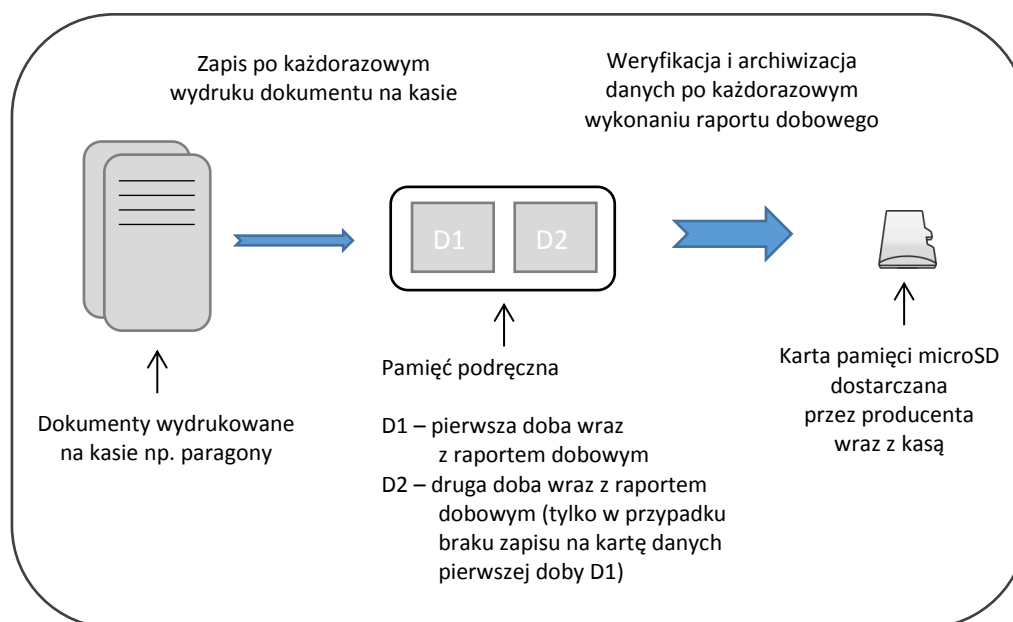 Zapis po każdorazowym
wydruku dokumentu na kasie
Weryfikacja i archiwizacja
danych po każdorazowym
wykonaniu raportu dobowego
D1
D2
Dokumenty wydrukowane
na kasie np. paragony
Pamięć podręczna
D1 – pierwsza doba wraz
z raportem dobowym
D2 – druga doba wraz z raportem
dobowym (tylko w przypadku
braku zapisu na kartę danych
pierwszej doby D1)
Karta pamięci microSD
dostarczana
przez producenta
wraz z kasą